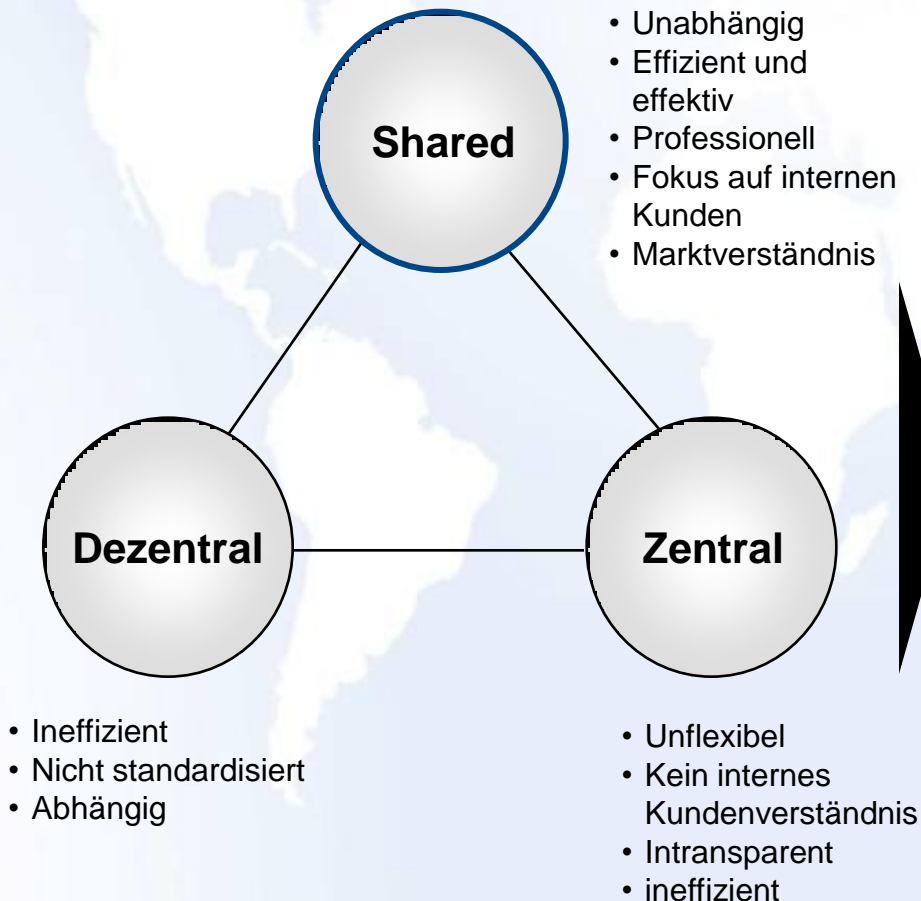 • Unabhängig
• Effizient und
effektiv
• Professionell
• Fokus auf internen
Kunden
• Marktverständnis
Shared
Dezentral
Zentral
• Ineffizient
• Nicht standardisiert
• Abhängig
• Unflexibel
• Kein internes
Kundenverständnis
• Intransparent
• ineffizient